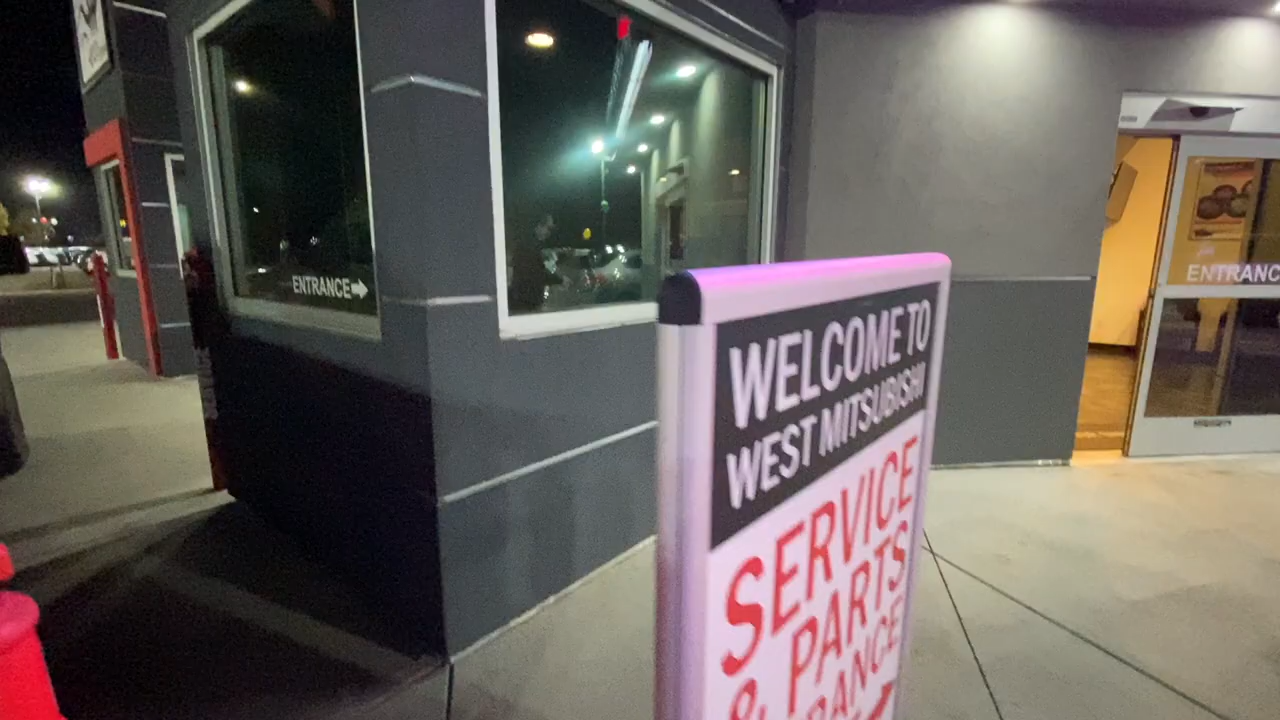 ENTRANCE
WELCOME TO
WEST MITSUBISHI
SERVICE
PARTS
&
ENTRANC